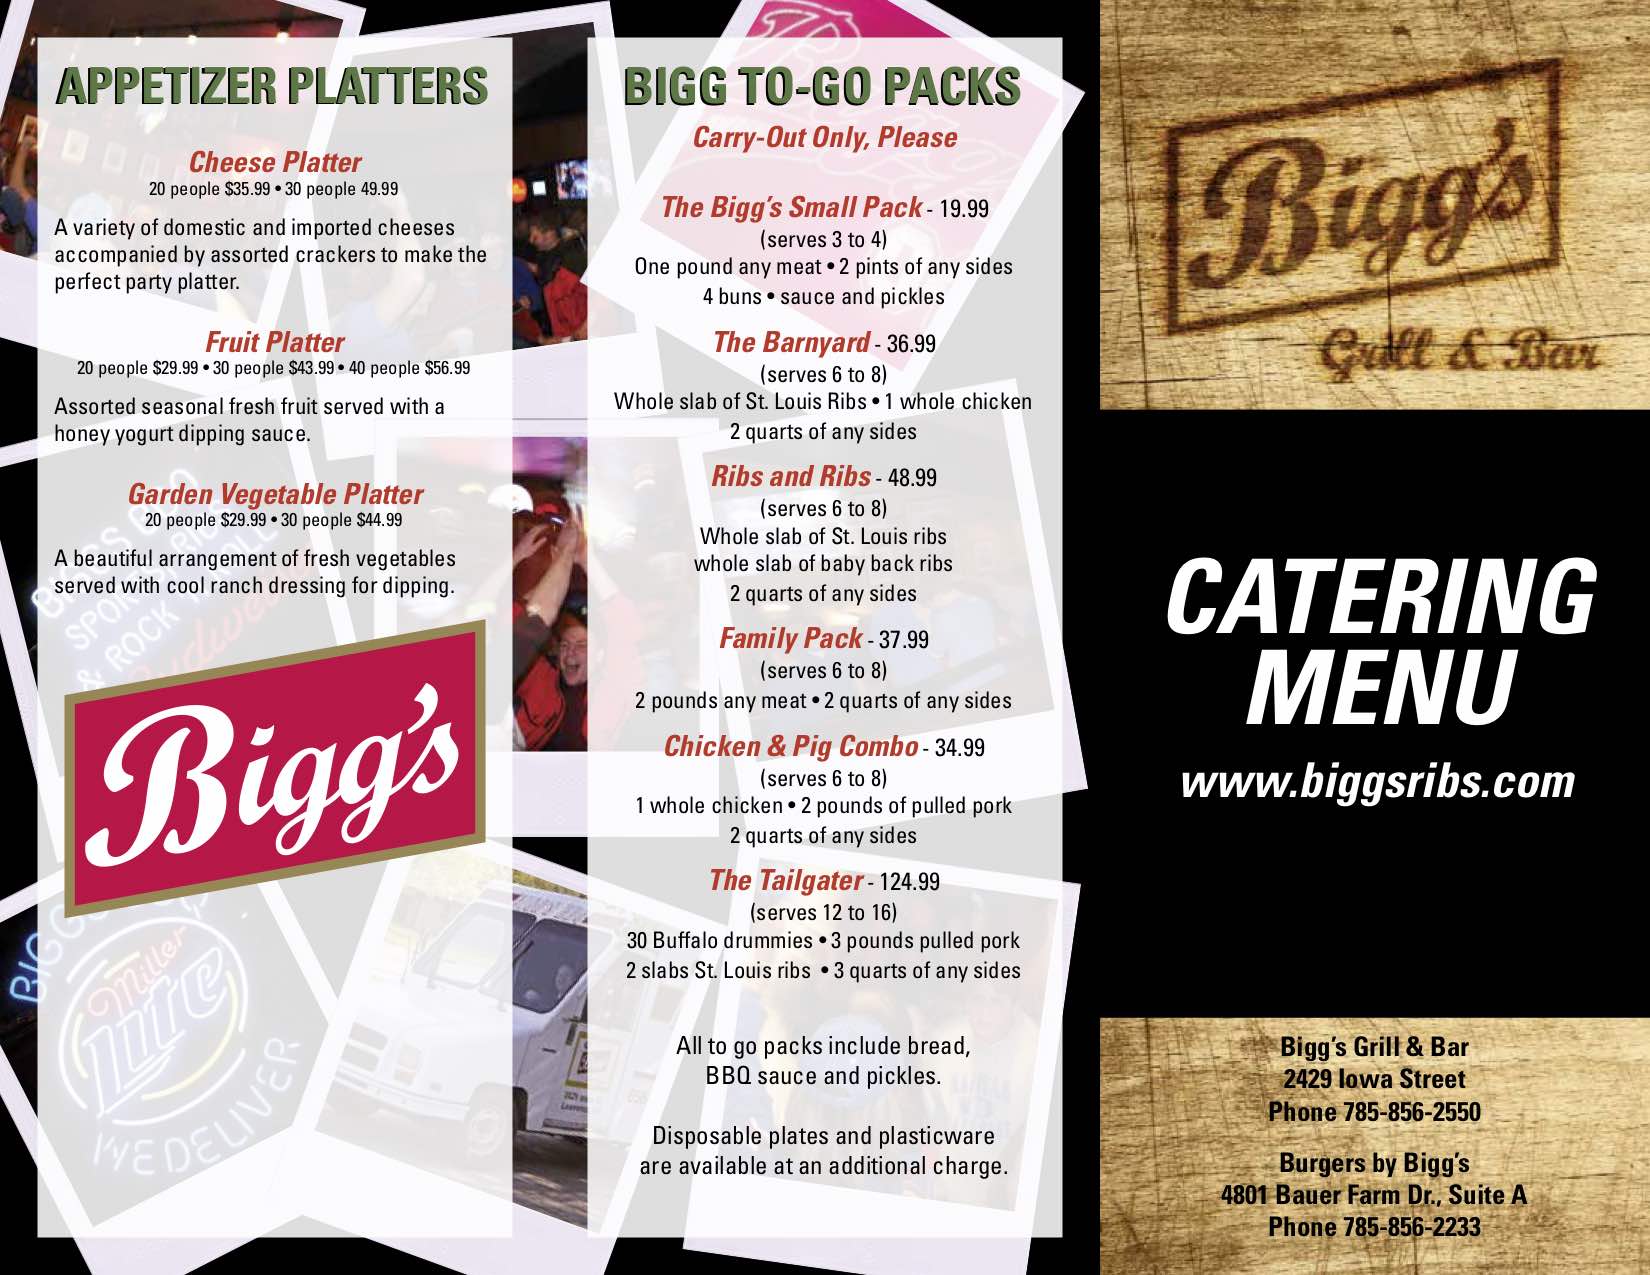 APPETIZER PLATTERS
Cheese Platter
20 people $35.99 • 30 people 49.99
A variety of domestic and imported cheeses
accompanied by assorted crackers to make the
perfect party platter.
Fruit Platter
20 people $29.99 • 30 people $43.99 • 40 people $56.99
Assorted seasonal fresh fruit served with a
honey yogurt dipping sauce.
Garden Vegetable Platter
20 people $29.99 • 30 people $44.99
A beautiful arrangement of fresh vegetables
served with cool ranch dressing for dipping.
Bigg's
BIGGS BBQ
SPORTS RIBS
& ROCK N ROLL
Budweiser
Miller
Lite
WE DELIVER
BIGG TO-GO PACKS
Carry-Out Only, Please
The Bigg's Small Pack - 19.99
(serves 3 to 4)
One pound any meat • 2 pints of any sides
4 buns • sauce and pickles
The Barnyard - 36.99
(serves 6 to 8)
Whole slab of St. Louis Ribs • 1 whole chicken
2 quarts of any sides
Ribs and Ribs - 48.99
(serves 6 to 8)
Whole slab of St. Louis ribs
whole slab of baby back ribs
2 quarts of any sides
Family Pack - 37.99
(serves 6 to 8)
2 pounds any meat • 2 quarts of any sides
Chicken & Pig Combo - 34.99
(serves 6 to 8)
1 whole chicken • 2 pounds of pulled pork
2 quarts of any sides
The Tailgater - 124.99
(serves 12 to 16)
30 Buffalo drummies • 3 pounds pulled pork
2 slabs St. Louis ribs • 3 quarts of any sides
All to go packs include bread,
BBQ sauce and pickles.
Disposable plates and plasticware
are available at an additional charge.
Bigg's
Grill & Bar
CATERING
MENU
www.biggsribs.com
Bigg's Grill & Bar
2429 Iowa Street
Phone 785-856-2550
Burgers by Bigg's
4801 Bauer Farm Dr., Suite A
Phone 785-856-2233